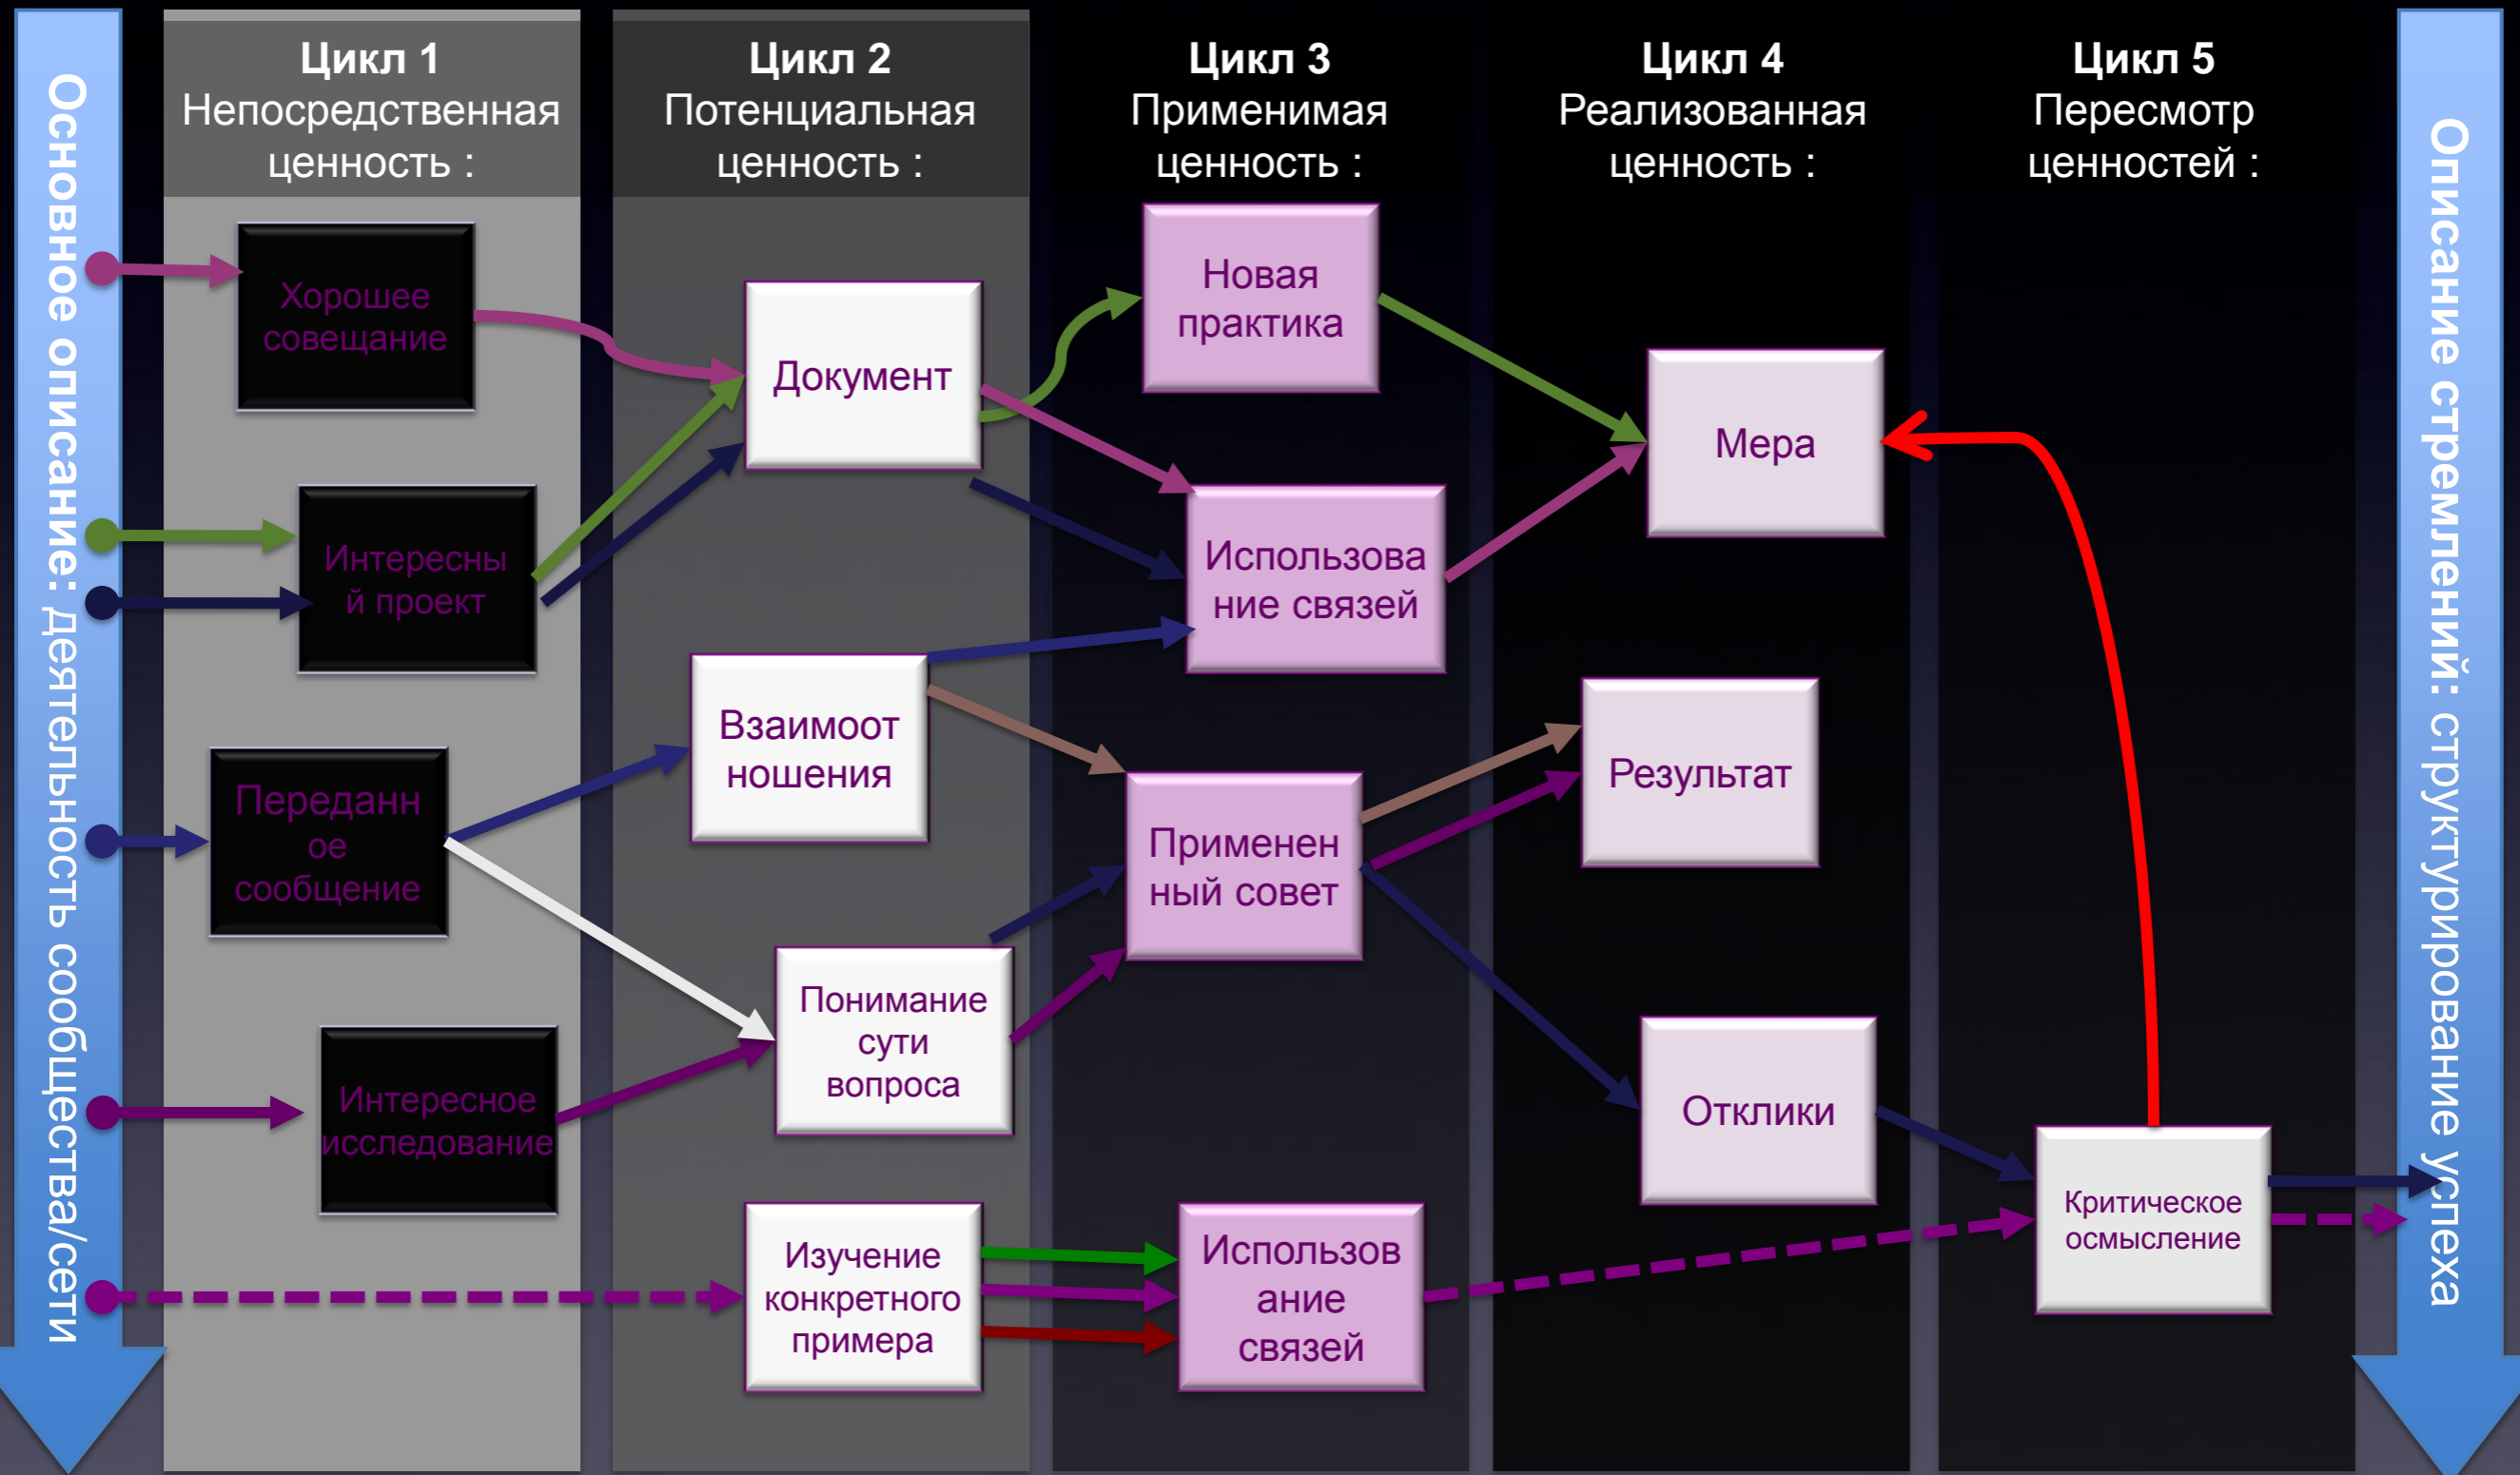 Основное описание: деятельность сообщества/сети
Цикл 1
Непосредственная
ценность :
Хорошее
совещание
Интересны
й проект
Переданн
ое
сообщение
Интересное
исследование
Цикл 2
Потенциальная
ценность :
Документ
Взаимоот
ношения
Понимание
сути
вопроса
Изучение
конкретного
примера
Цикл 3
Применимая
ценность :
Новая
практика
Использова
ние связей
Применен
ный совет
Использов
ание
связей
Цикл 4
Реализованная
ценность :
Мера
Результат
Отклики
Цикл 5
Пересмотр
ценностей :
Критическое
осмысление
Описание стремлений: структурирование успеха